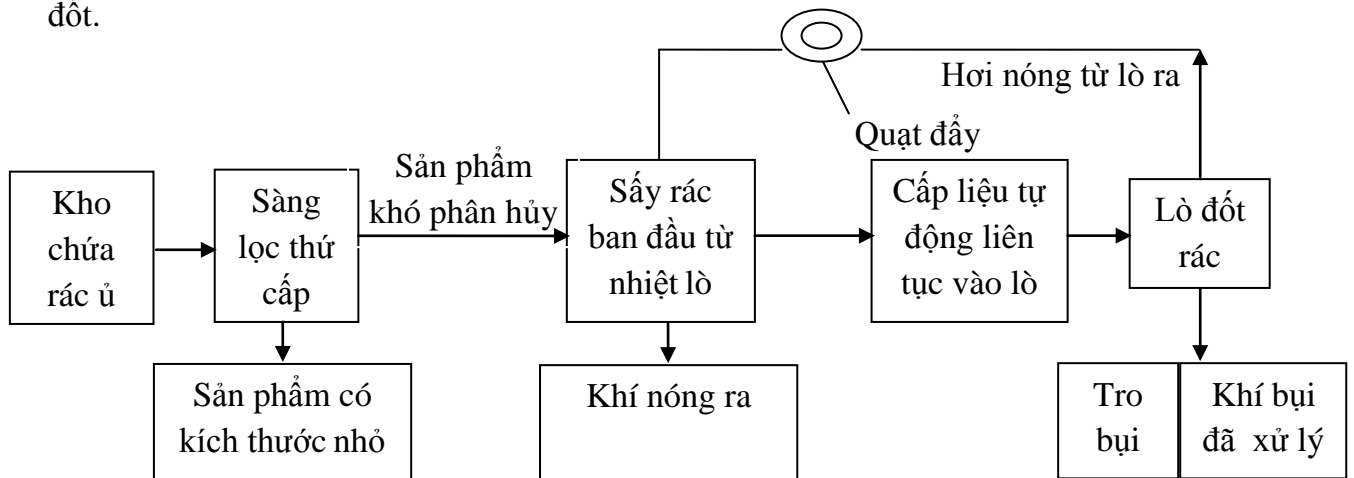 đốt.
Hơi nóng từ lò ra
Quạt đẩy
Kho
chứa
rác ủ
Sàng
lọc thứ
cấp
Sản phẩm
khó phân hủy
Sấy rác
ban đầu từ
nhiệt lò
Cấp liệu tự
động liên
tục vào lò
Lò đốt
rác
Sản phẩm có
kích thước nhỏ
Khí nóng ra
Tro
bụi
Khí bụi
đã xử lý